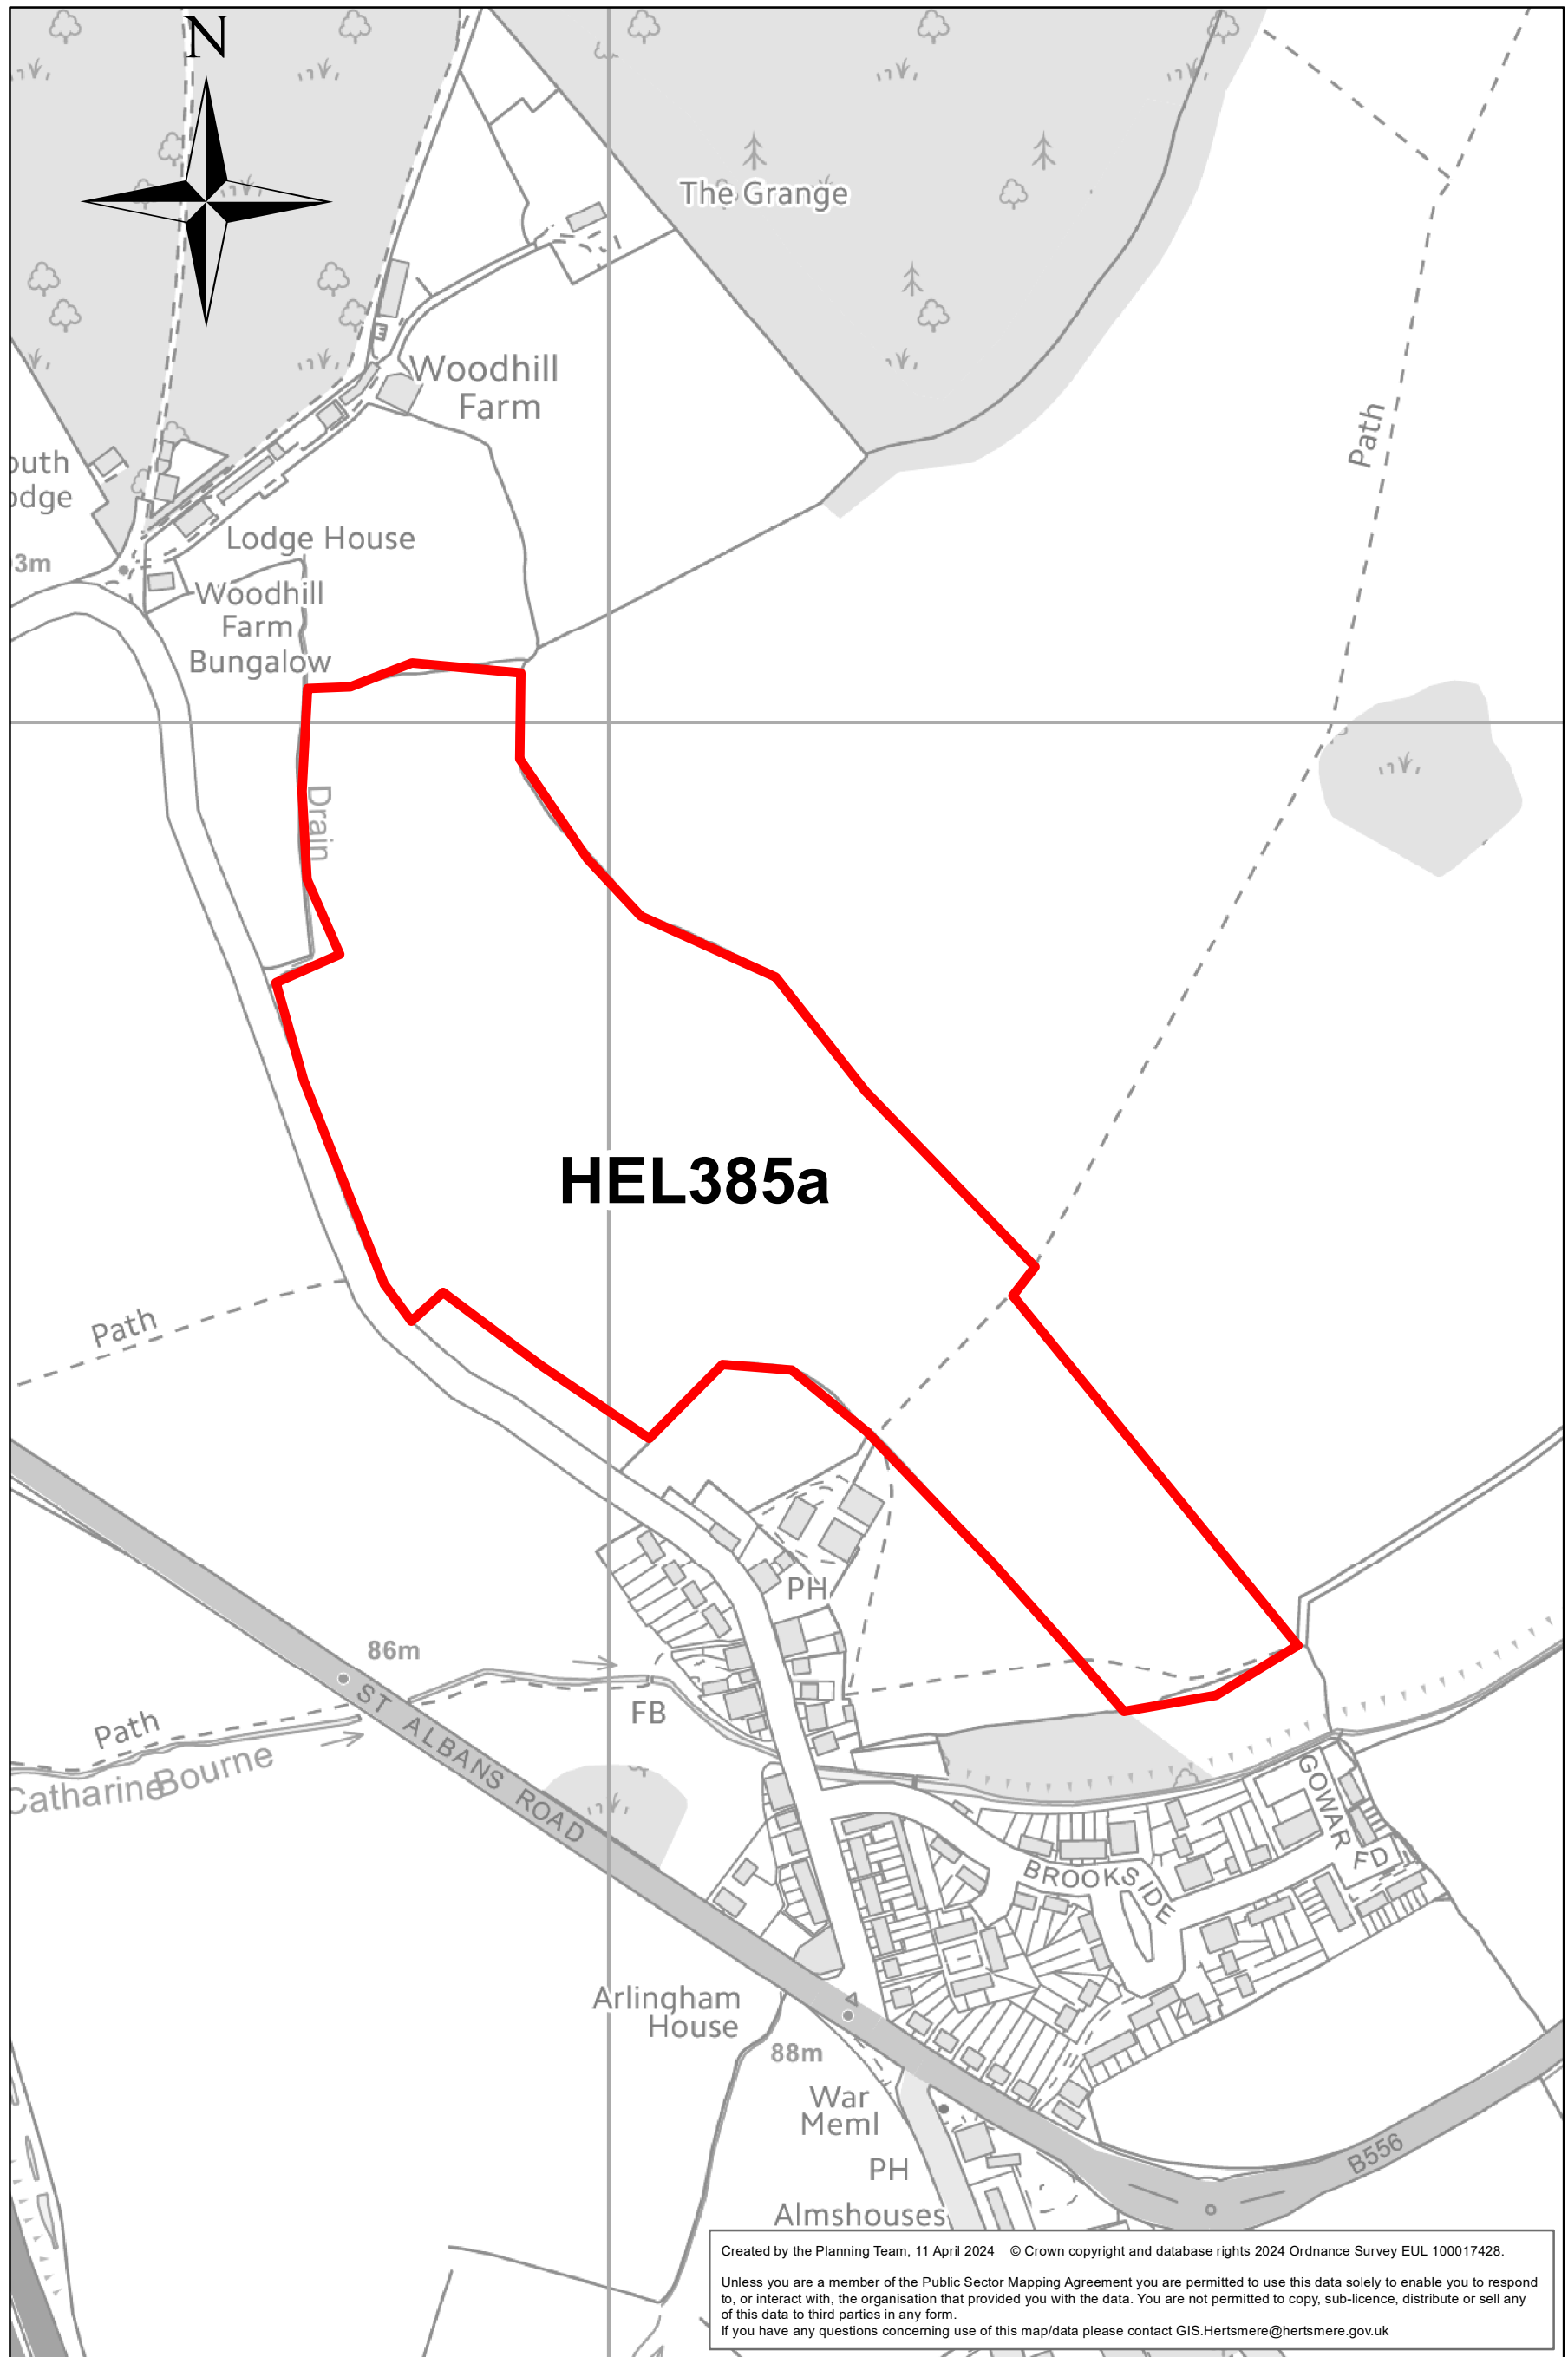 N
The Grange
Woodhill
Farm
Path
outh
odge
Lodge House
3m
Woodhill
Farm
Bungalow
Drain
HEL385a
Path
PH
86m
FB
Path
ST ALBANS ROAD
Catharine Bourne
GOWAR FD
BROOKSIDE
Arlingham
House
88m
War
Meml
PH
B556
Almshouses
Created by the Planning Team, 11 April 2024 © Crown copyright and database rights 2024 Ordnance Survey EUL 100017428.
Unless you are a member of the Public Sector Mapping Agreement you are permitted to use this data solely to enable you to respond
to, or interact with, the organisation that provided you with the data. You are not permitted to copy, sub-licence, distribute or sell any
of this data to third parties in any form.
If you have any questions concerning use of this map/data please contact GIS.Hertsmere@hertsmere.gov.uk